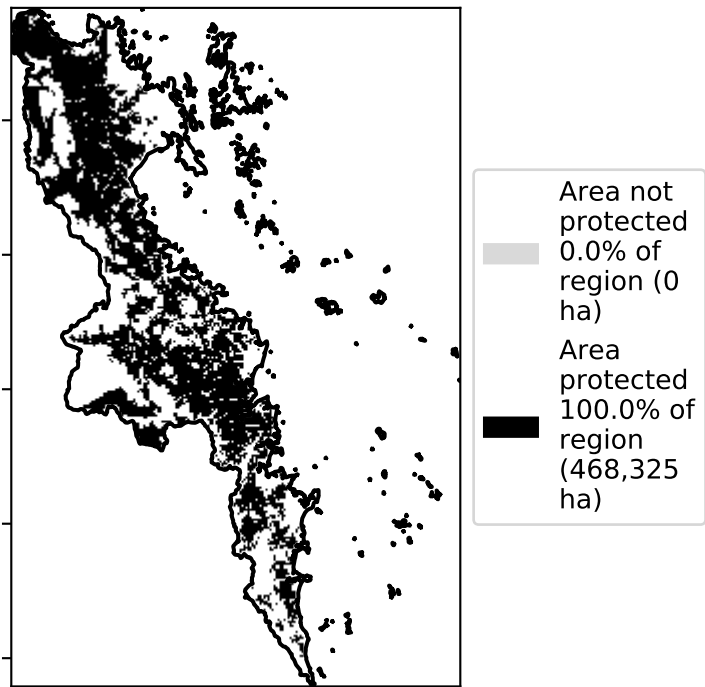 Area not
protected
0.0% of
region (0
ha)
Area
protected
100.0% of
region
(468,325
ha)